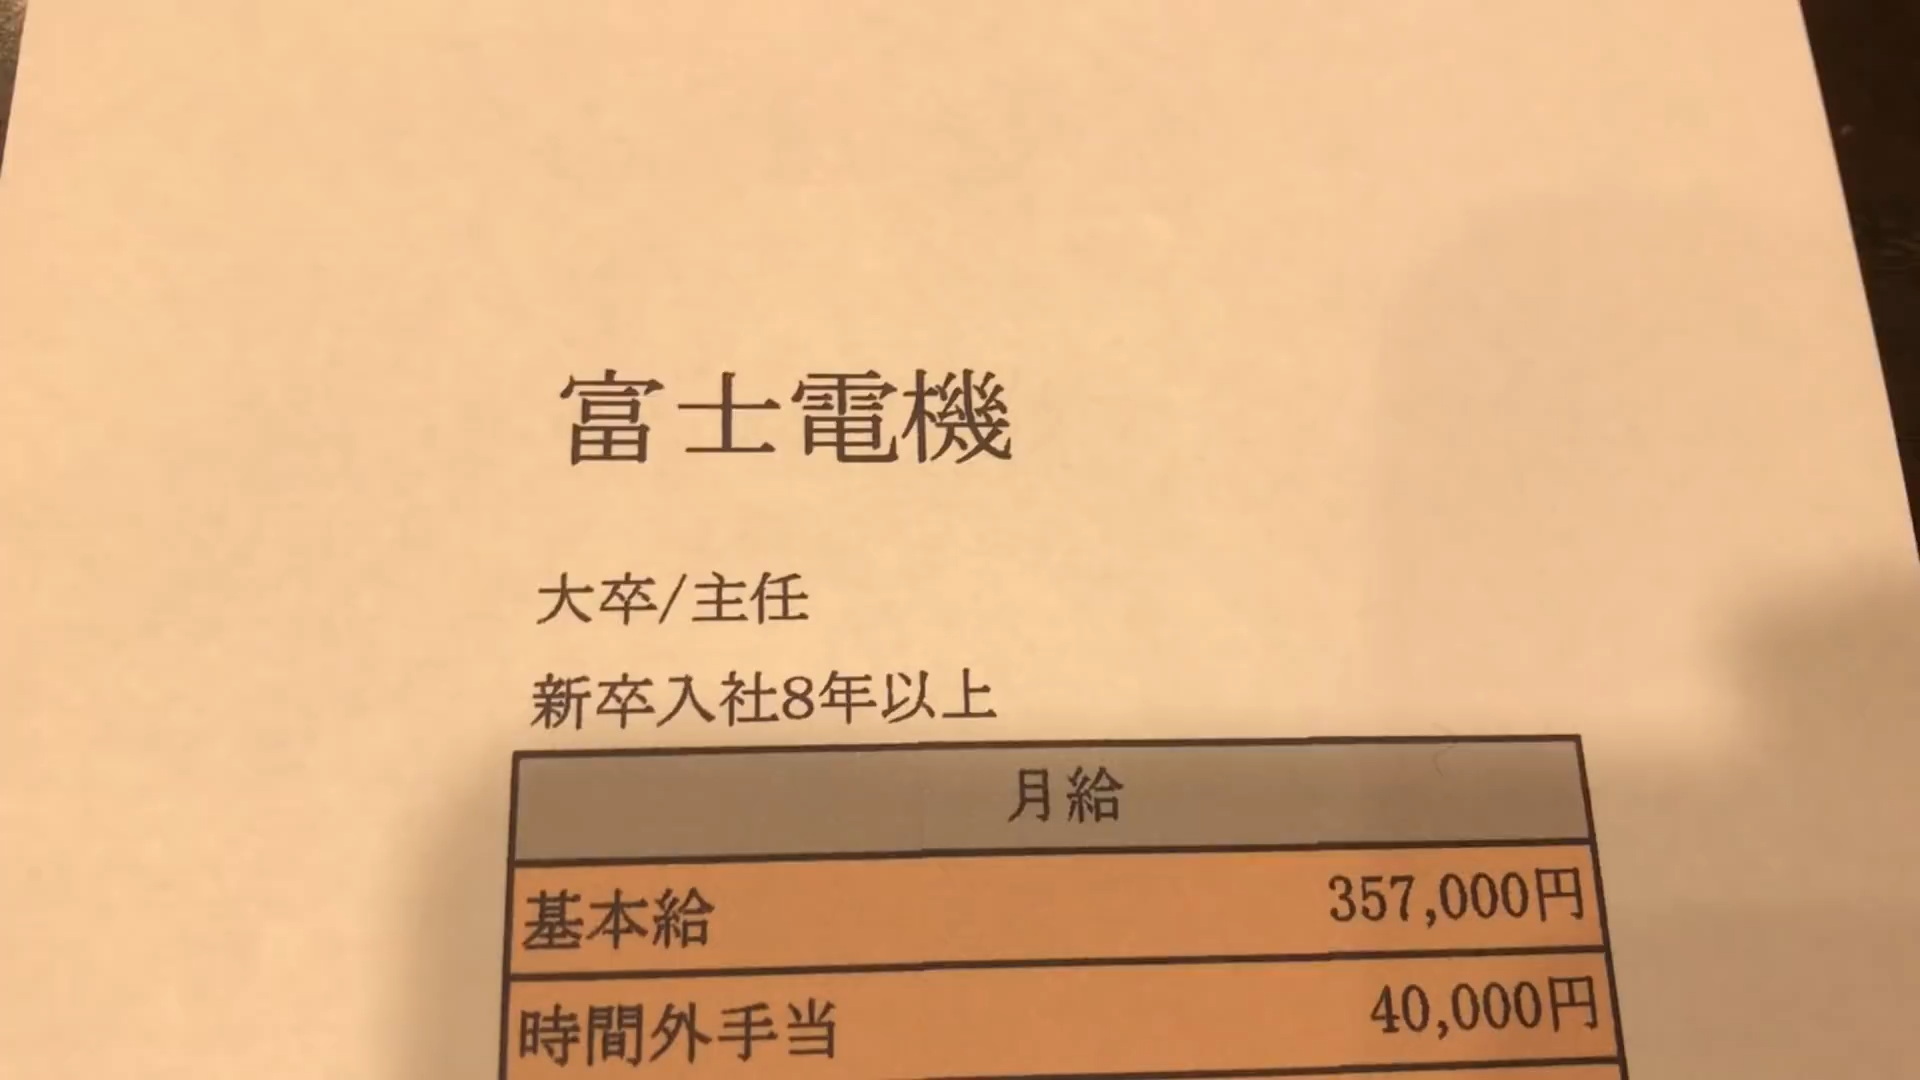 富士電機
大卒/主任
新卒入社8年以上
月給
基本給 357,000円
時間外手当 40,000円